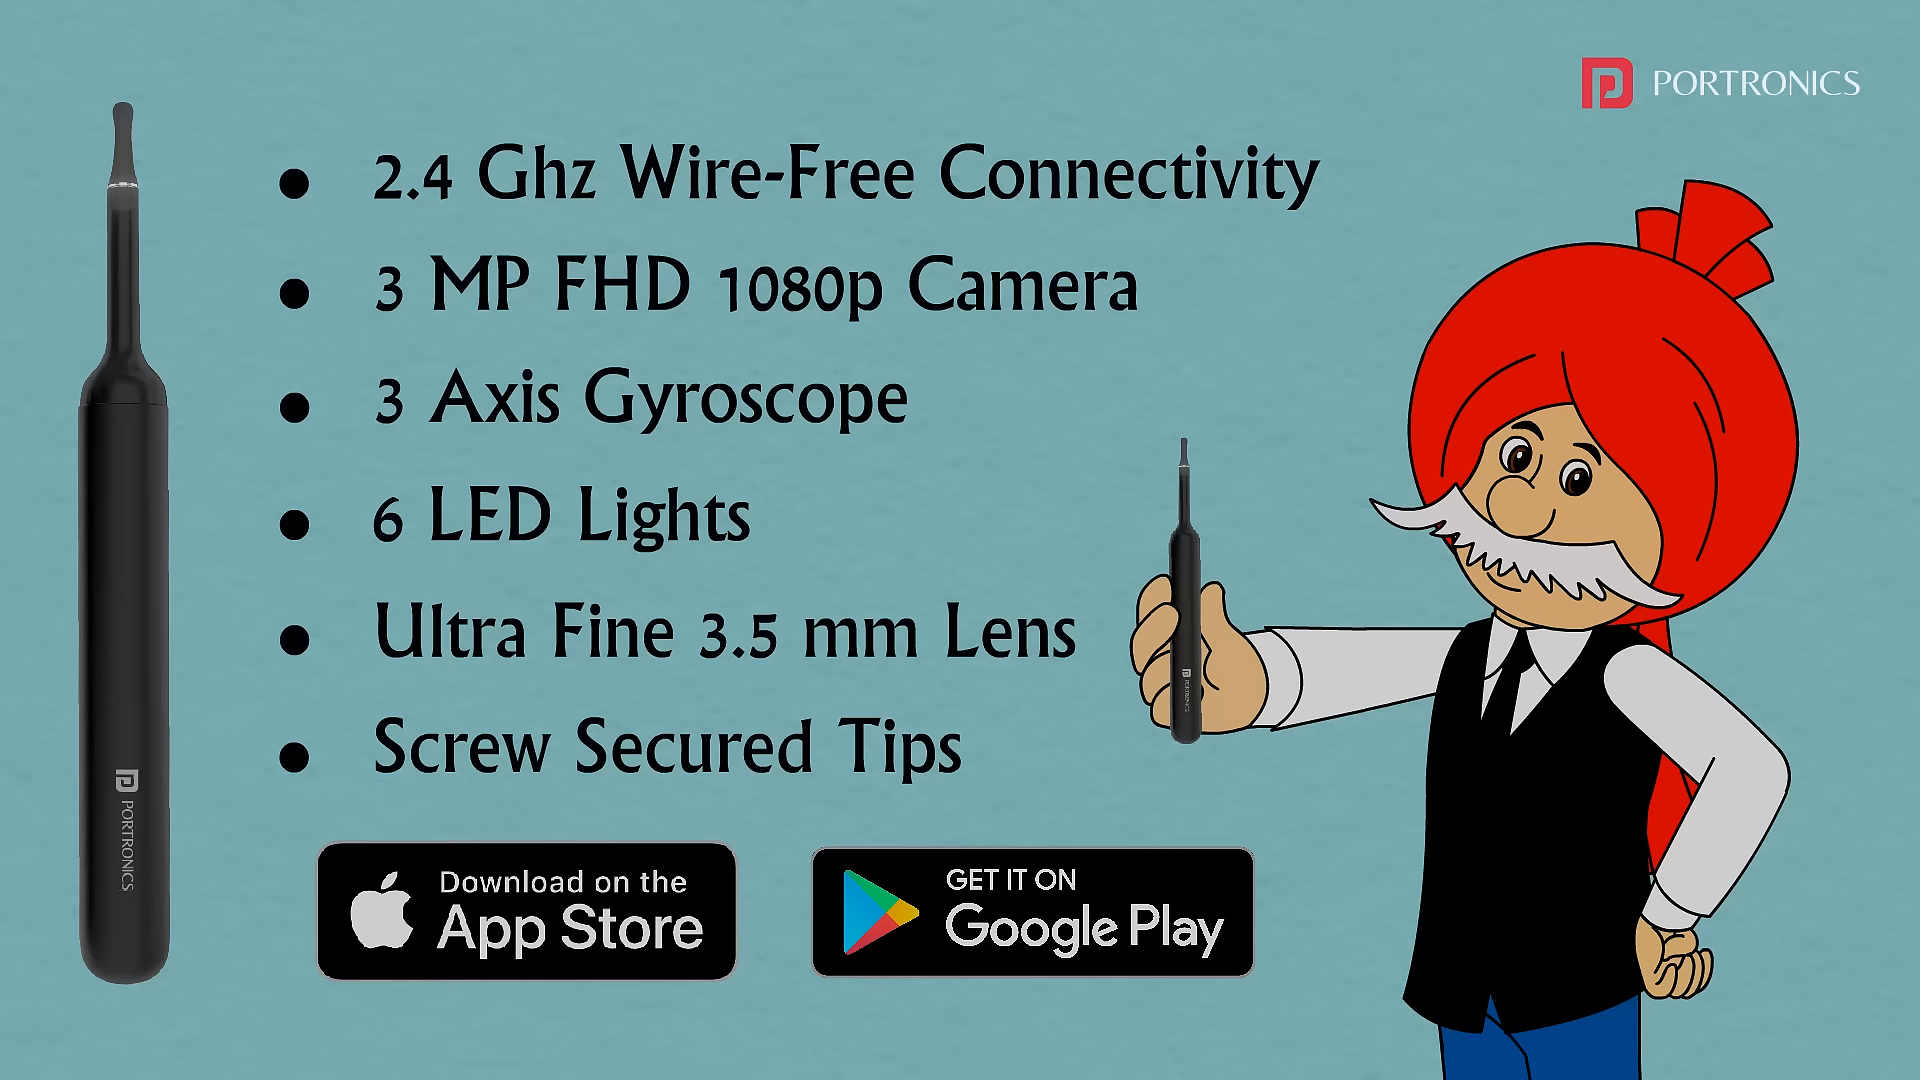 PORTRONICS
• 2.4 Ghz Wire-Free Connectivity
• 3 MP FHD 1080p Camera
• 3 Axis Gyroscope
• 6 LED Lights
• Ultra Fine 3.5 mm Lens
• Screw Secured Tips
PORTRONICS
PORTRONICS
Download on the
App Store
GET IT ON
Google Play